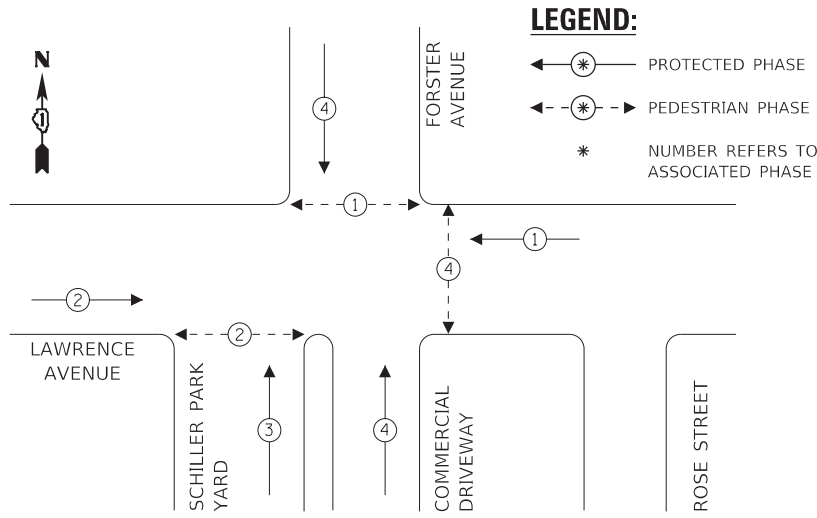 LEGEND:
PROTECTED PHASE
PEDESTRIAN PHASE
* NUMBER REFERS TO
ASSOCIATED PHASE
N
1
FORSTER
AVENUE
4
1
1
4
2
2
LAWRENCE
AVENUE
SCHILLER PARK
YARD
3
4
COMMERCIAL
DRIVEWAY
ROSE STREET